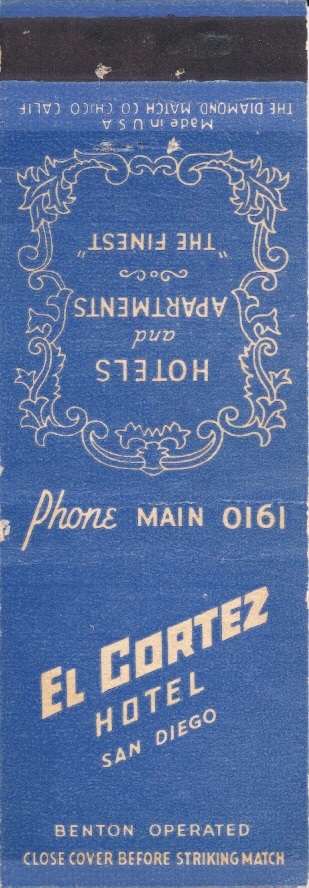 THE DIAMOND MATCH CO. CHICO CALIF
Made in U S A
HOTELS
and
APARTMENTS
"THE FINEST"
Phone MAIN 0161
EL CORTEZ
HOTEL
SAN DIEGO
BENTON OPERATED
CLOSE COVER BEFORE STRIKING MATCH